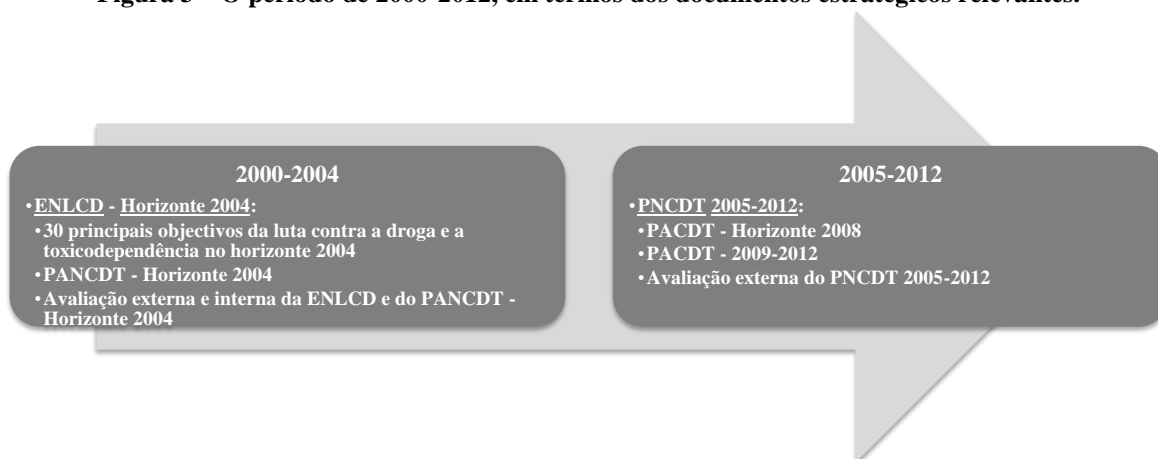 Figura 3 – O período de 2000-2012, em termos dos documentos estratégicos relevantes.
2000-2004
•ENLCD - Horizonte 2004:
•30 principais objectivos da luta contra a droga e a
toxicodependência no horizonte 2004
•PANCDT - Horizonte 2004
•Avaliação externa e interna da ENLCD e do PANCDT -
Horizonte 2004
2005-2012
•PNCDT 2005-2012:
•PACDT - Horizonte 2008
•PACDT - 2009-2012
•Avaliação externa do PNCDT 2005-2012